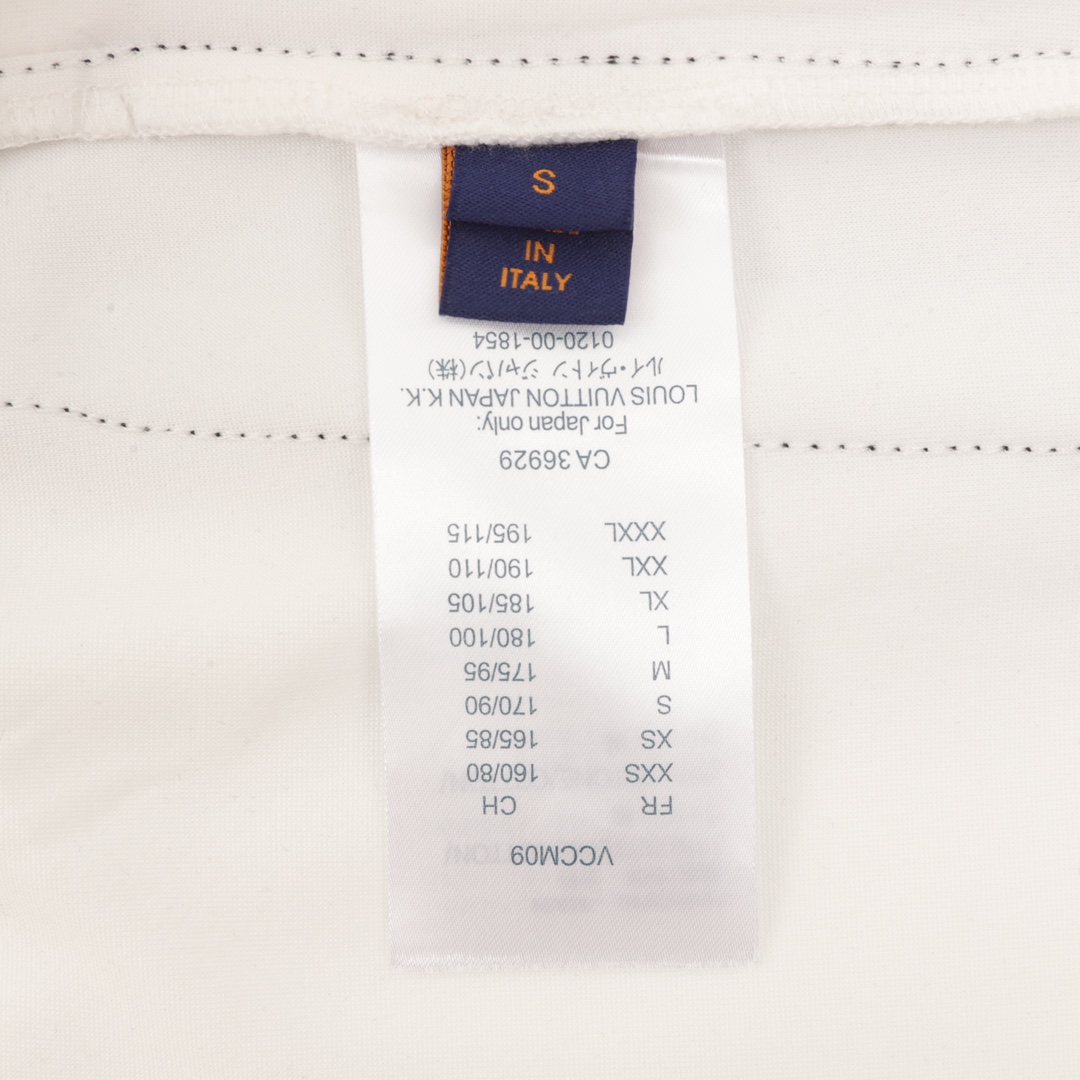 S
IN
ITALY
VCCM09
FR CH
XXS 160/80
XS 165/85
S 170/90
M 175/95
L 180/100
XL 185/105
XXL 190/110
XXXL 195/115
CA 36929
For Japan only:
LOUIS VUITTON JAPAN K.K.
ルイ・ヴィトン ジャパン(株)
0120-00-1854